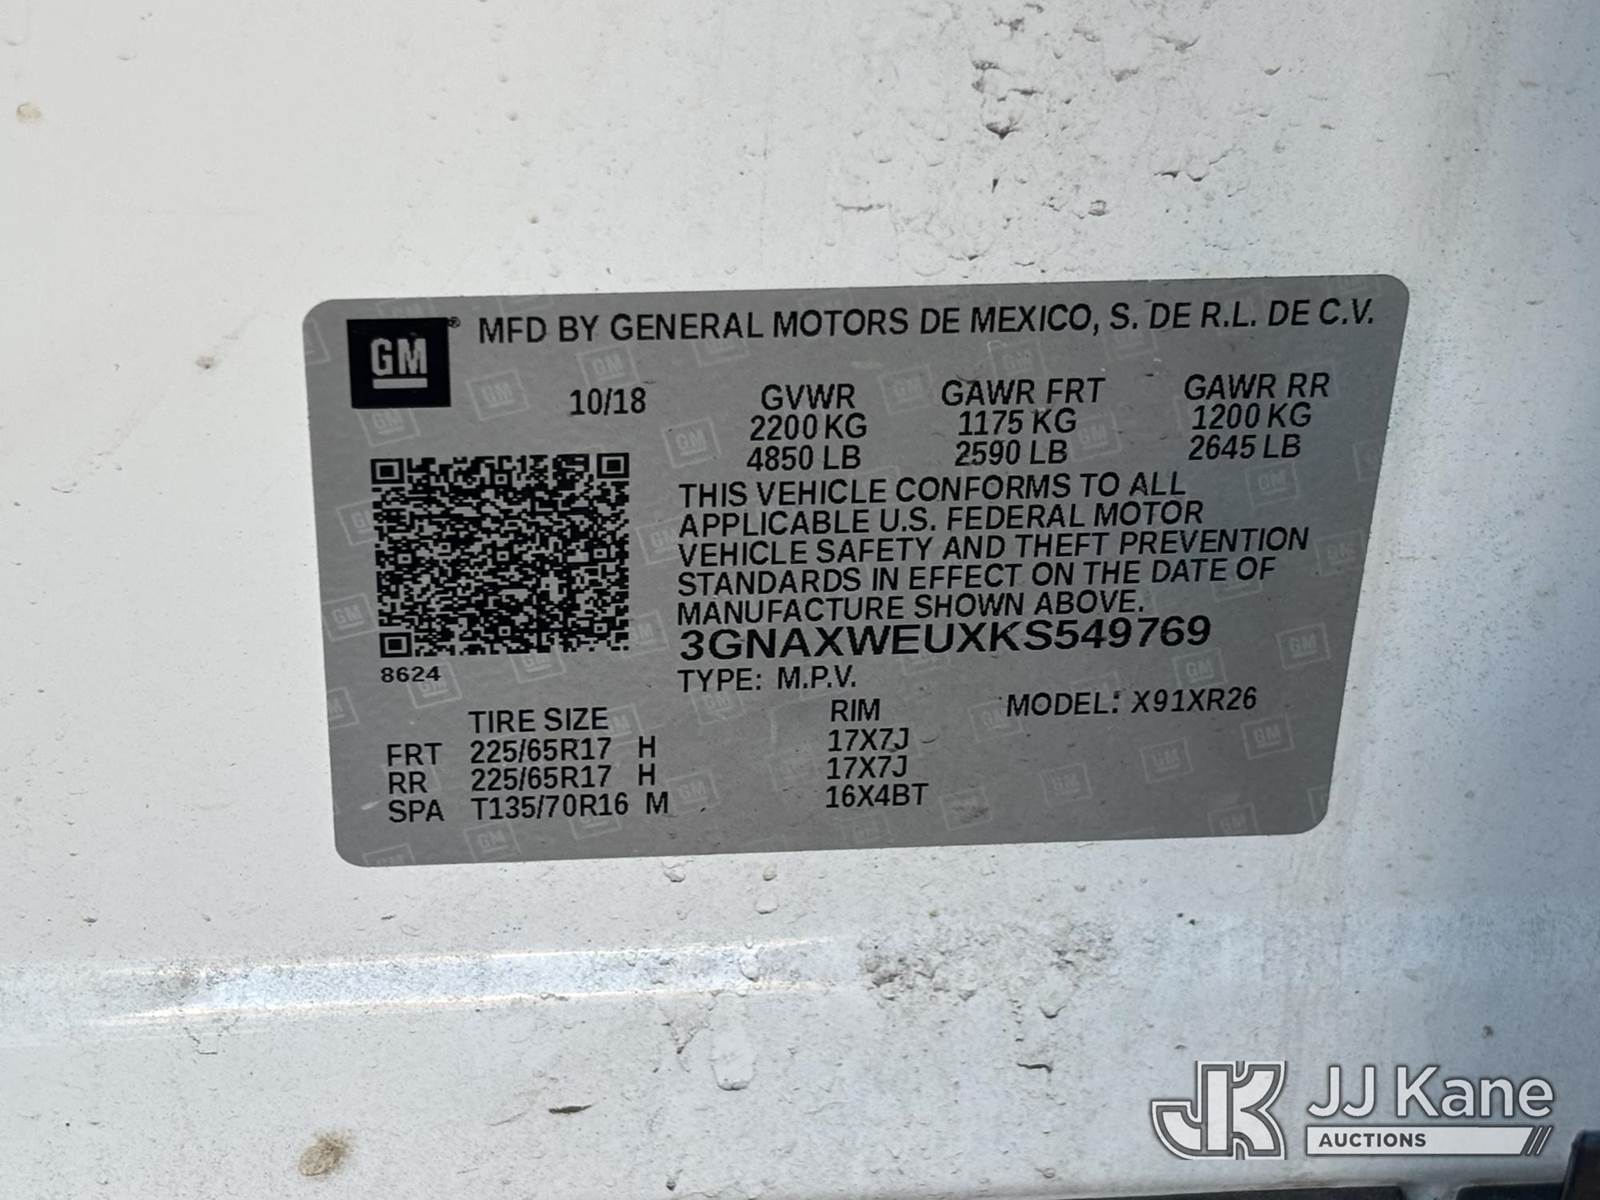 GM® MFD BY GENERAL MOTORS DE MEXICO, S. DE R.L. DE C.V.
10/18 GVWR GAWR FRT GAWR RR
2200 KG 1175 KG 1200 KG
4850 LB 2590 LB 2645 LB
THIS VEHICLE CONFORMS TO ALL
APPLICABLE U.S. FEDERAL MOTOR
VEHICLE SAFETY AND THEFT PREVENTION
STANDARDS IN EFFECT ON THE DATE OF
MANUFACTURE SHOWN ABOVE.
3GNAXWEUXKS549769
8624 TYPE: M.P.V.
TIRE SIZE RIM MODEL: X91XR26
FRT 225/65R17 H 17X7J
RR 225/65R17 H 17X7J
SPA T135/70R16 M 16X4BT
JK JJ Kane
AUCTIONS